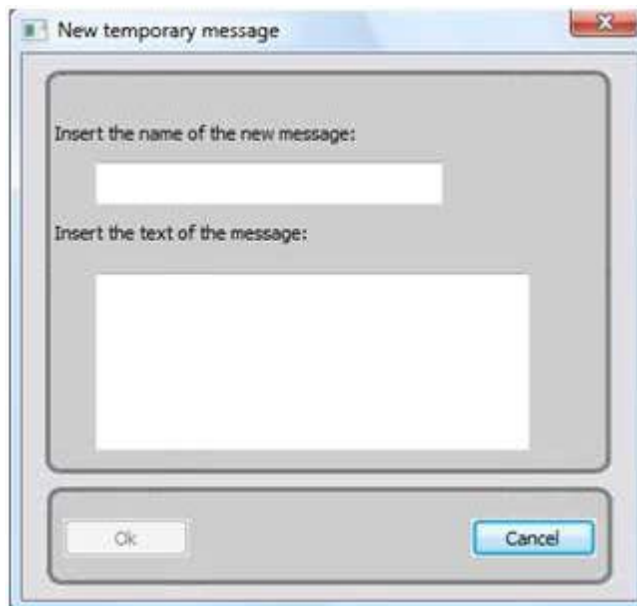 New temporary message
Insert the name of the new message:
Insert the text of the message:
Ok
Cancel